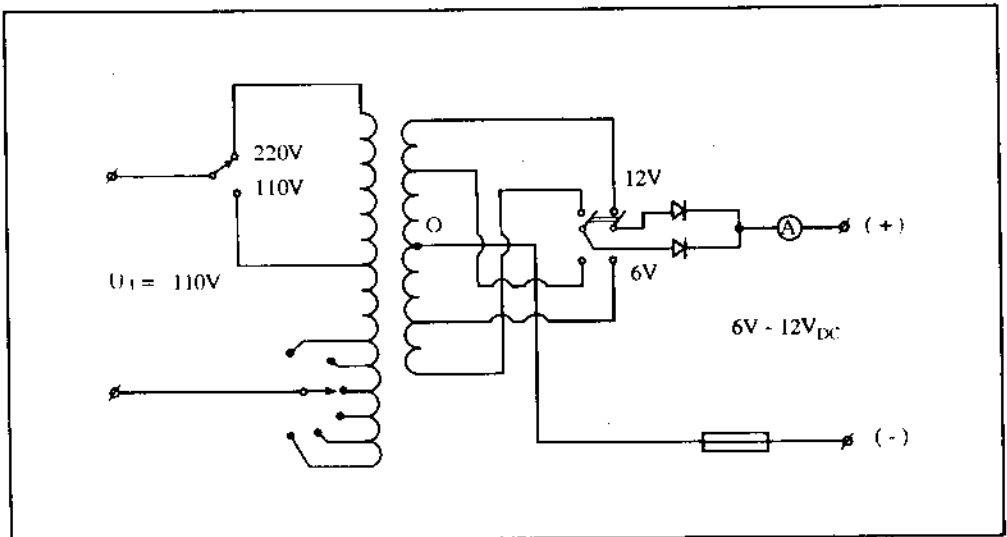 220V
110V
U1 = 110V
O
12V
6V
A
( + )
6V - 12VDC
( - )